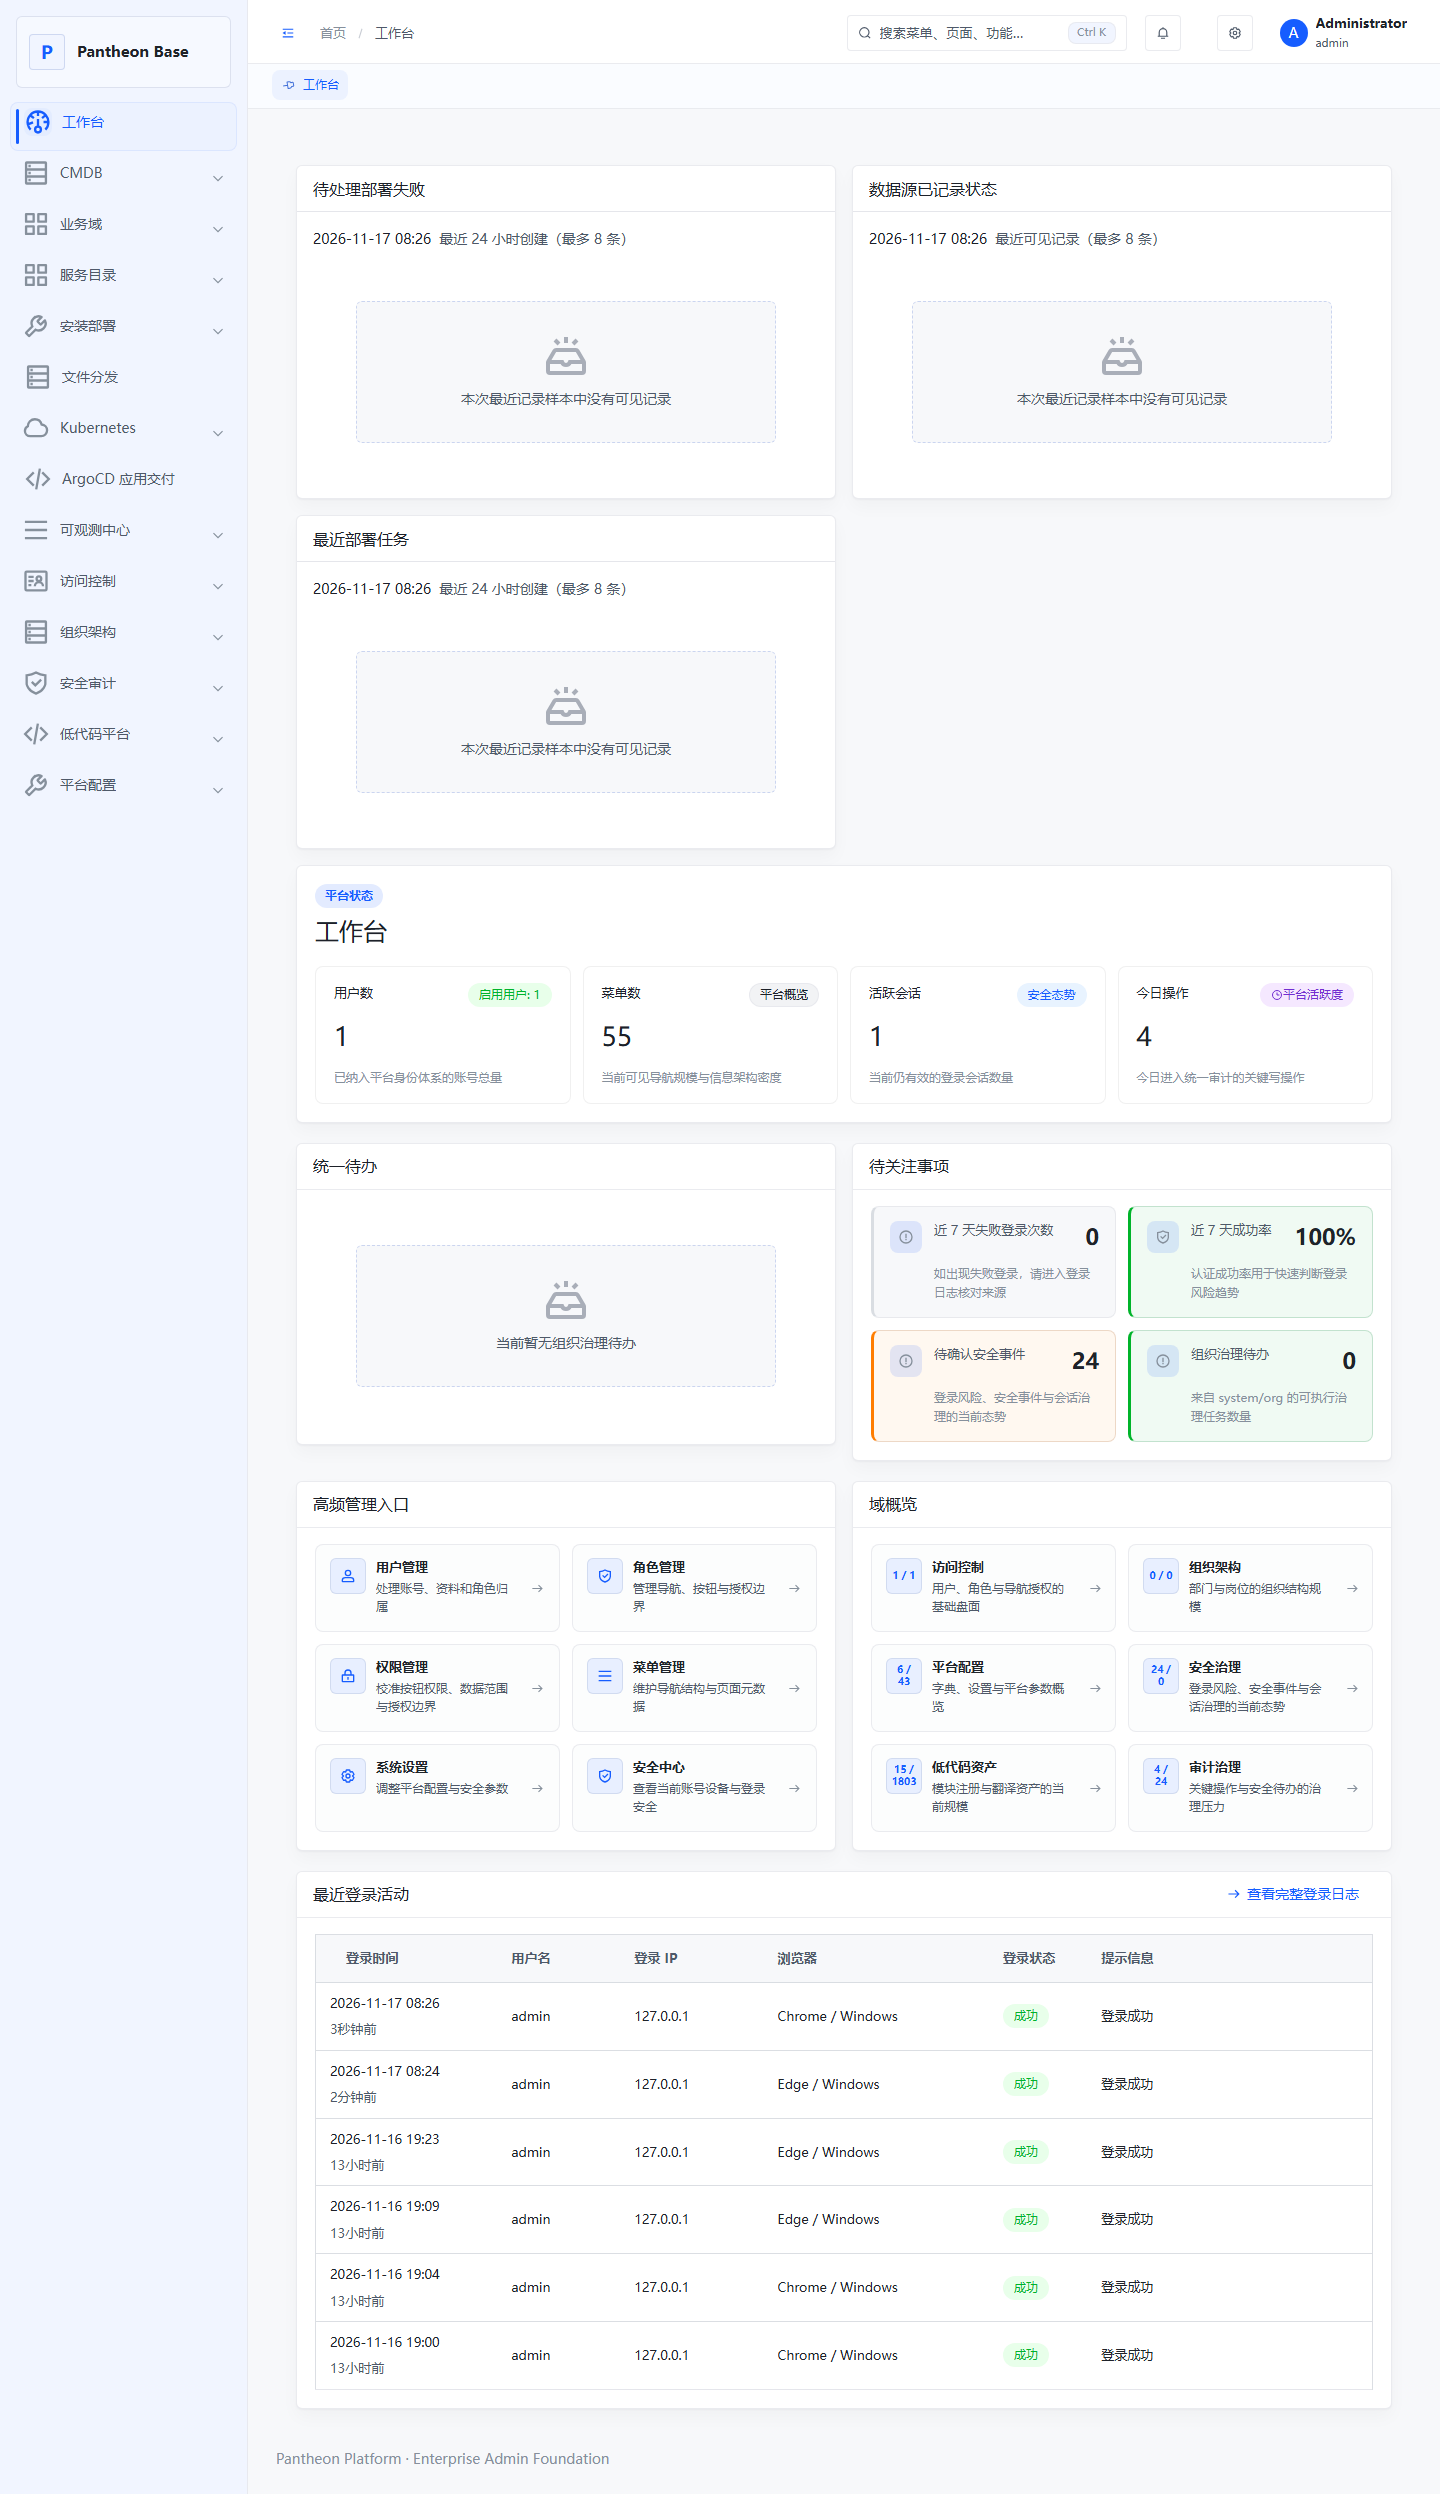 P Pantheon Base
首页 / 工作台
搜索菜单、页面、功能... Ctrl K
A Administrator
admin
工作台
工作台
CMDB
业务域
服务目录
安装部署
文件分发
Kubernetes
ArgoCD 应用交付
可观测中心
访问控制
组织架构
安全审计
低代码平台
平台配置
待处理部署失败
2026-11-17 08:26 最近 24 小时创建（最多 8 条）
本次最近记录样本中没有可见记录
数据源已记录状态
2026-11-17 08:26 最近可见记录（最多 8 条）
本次最近记录样本中没有可见记录
最近部署任务
2026-11-17 08:26 最近 24 小时创建（最多 8 条）
本次最近记录样本中没有可见记录
平台状态
工作台
用户数 启用用户: 1
1
已纳入平台身份体系的账号总量
菜单数 平台概览
55
当前可见导航规模与信息架构密度
活跃会话 安全态势
1
当前仍有效的登录会话数量
今日操作 平台活跃度
4
今日进入统一审计的关键写操作
统一待办
当前暂无组织治理待办
待关注事项
近 7 天失败登录次数 0
如出现失败登录，请进入登录
日志核对来源
近 7 天成功率 100%
认证成功率用于快速判断登录
风险趋势
待确认安全事件 24
登录风险、安全事件与会话治
理的当前态势
组织治理待办 0
来自 system/org 的可执行治
理任务数量
高频管理入口
用户管理
处理账号、资料和角色归
属
角色管理
管理导航、按钮与授权边
界
权限管理
校准按钮权限、数据范围
与授权边界
菜单管理
维护导航结构与页面元数
据
系统设置
调整平台配置与安全参数
安全中心
查看当前账号设备与登录
安全
域概览
1 / 1
访问控制
用户、角色与导航授权的
基础盘面
0 / 0
组织架构
部门与岗位的组织结构规
模
6 /
43
平台配置
字典、设置与平台参数概
览
24 /
0
安全治理
登录风险、安全事件与会
话治理的当前态势
15 /
1803
低代码资产
模块注册与翻译资产的当
前规模
4 /
24
审计治理
关键操作与安全待办的治
理压力
最近登录活动 查看完整登录日志
登录时间 用户名 登录 IP 浏览器 登录状态 提示信息
2026-11-17 08:26
3秒钟前
admin 127.0.0.1 Chrome / Windows 成功 登录成功
2026-11-17 08:24
2分钟前
admin 127.0.0.1 Edge / Windows 成功 登录成功
2026-11-16 19:23
13小时前
admin 127.0.0.1 Edge / Windows 成功 登录成功
2026-11-16 19:09
13小时前
admin 127.0.0.1 Edge / Windows 成功 登录成功
2026-11-16 19:04
13小时前
admin 127.0.0.1 Chrome / Windows 成功 登录成功
2026-11-16 19:00
13小时前
admin 127.0.0.1 Chrome / Windows 成功 登录成功
Pantheon Platform · Enterprise Admin Foundation